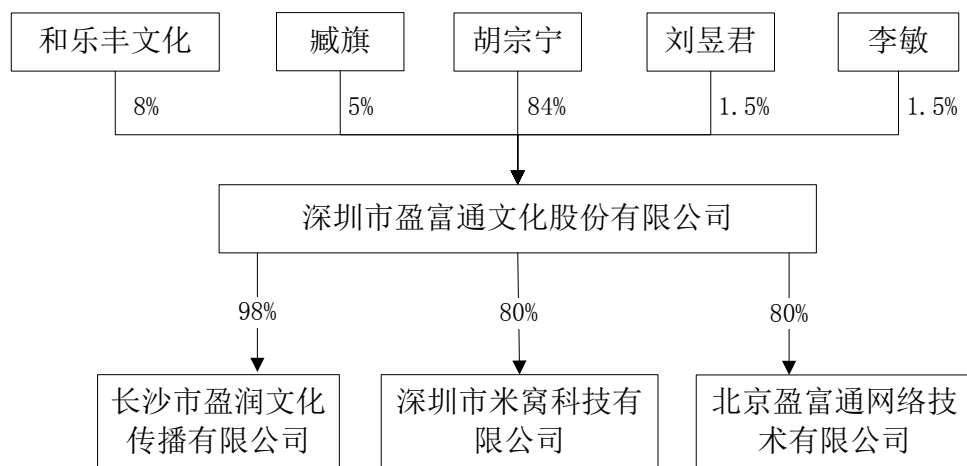 和乐丰文化
臧旗
胡宗宁
刘昱君
李敏
8%
5%
84%
1.5%
1.5%
深圳市盈富通文化股份有限公司
98%
80%
80%
长沙市盈润文化
传播有限公司
深圳市米窝科技有
限公司
北京盈富通网络技
术有限公司